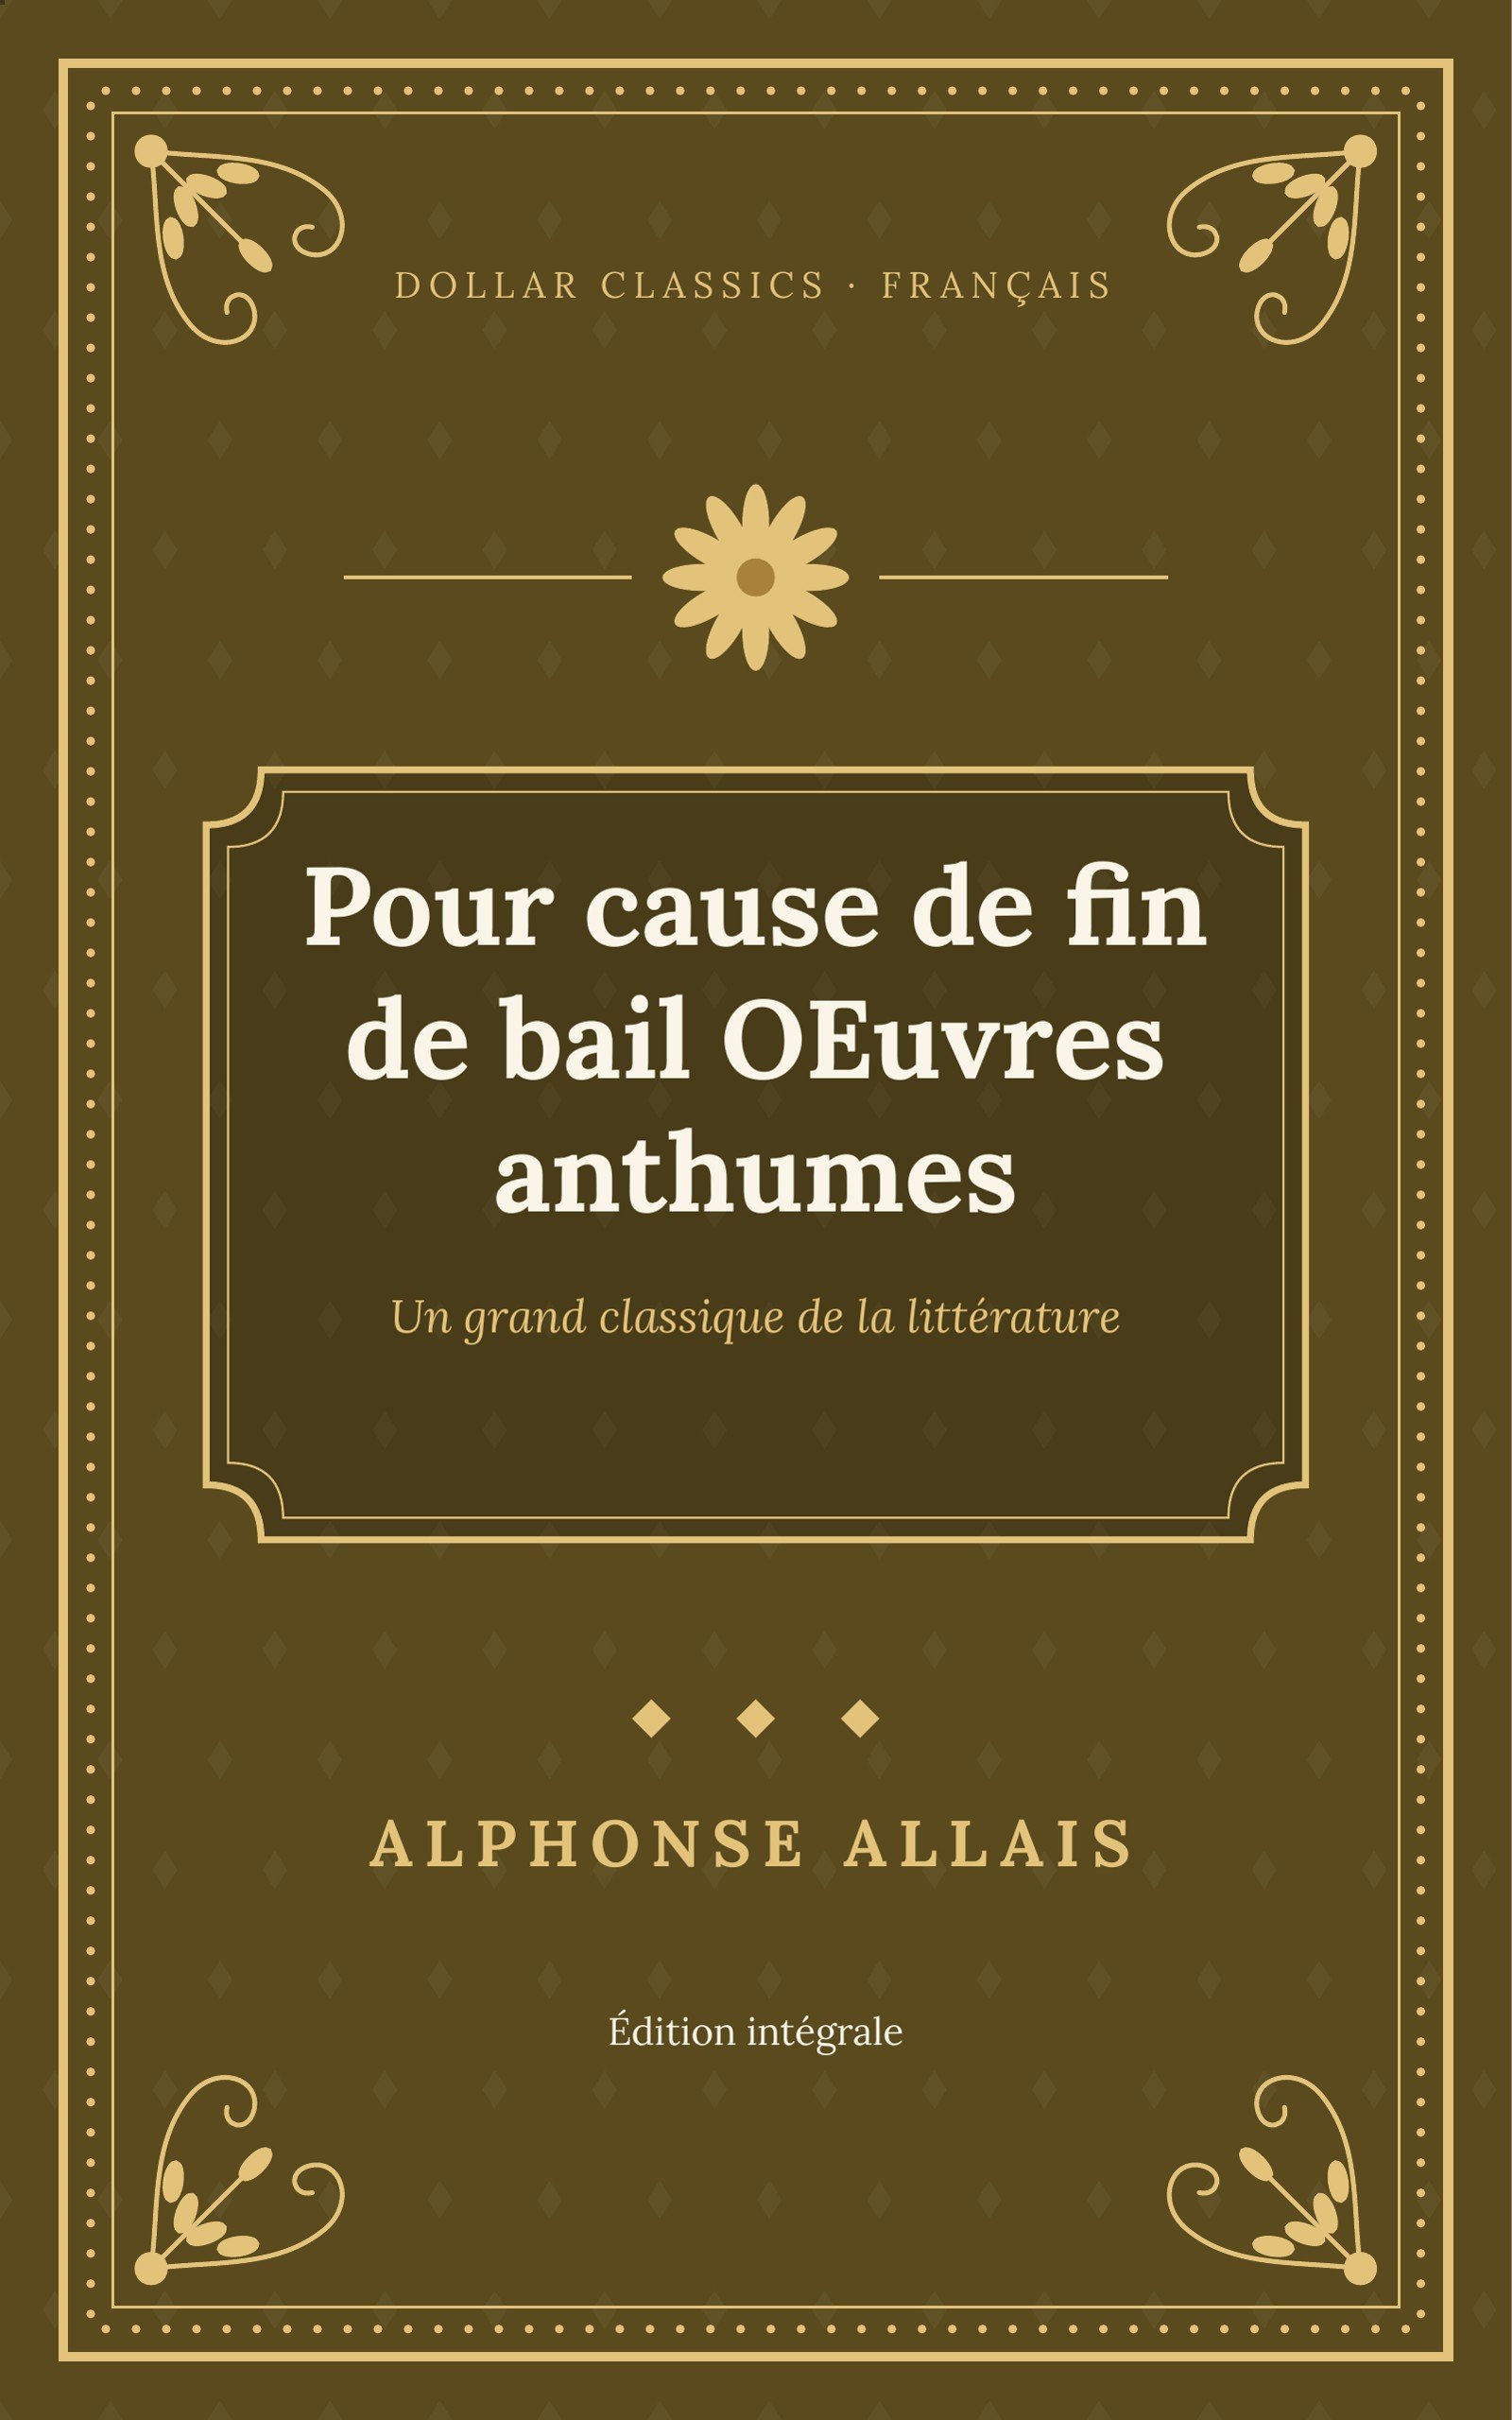 DOLLAR CLASSICS · FRANÇAIS
Pour cause de fin
de bail OEuvres
anthumes
Un grand classique de la littérature
ALPHONSE ALLAIS
Édition intégrale